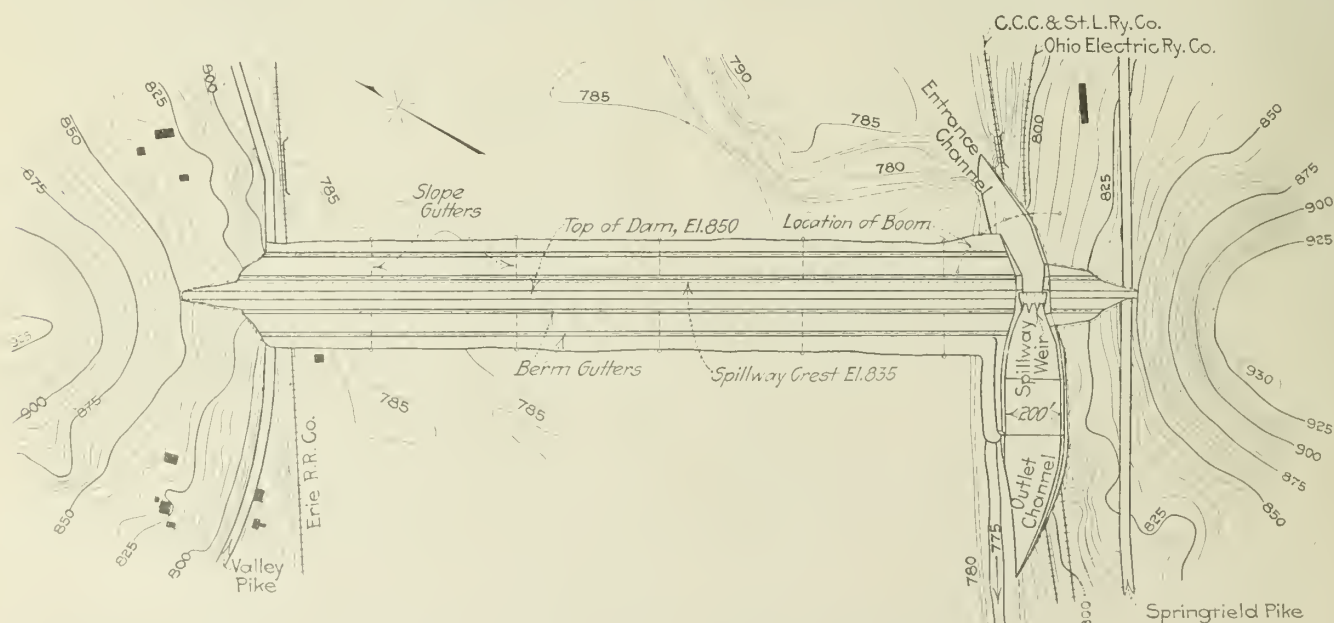 C.C.C. & St. L. Ry. Co.
Ohio Electric Ry. Co.
790
785
785
780
Entrance
Channel
800
825
850
875
900
925
930
925
900
875
850
825
900
825
850
875
785
Slope
Gutters
Top of Dam, El. 850
Location of Boom
925
Berm Gutters
Spillway Crest El. 835
Spillway
Weir
200'
Outlet
Channel
785
785
900
875
850
825
800
Erie R.R. Co.
Valley
Pike
780
775
800
Springfield Pike